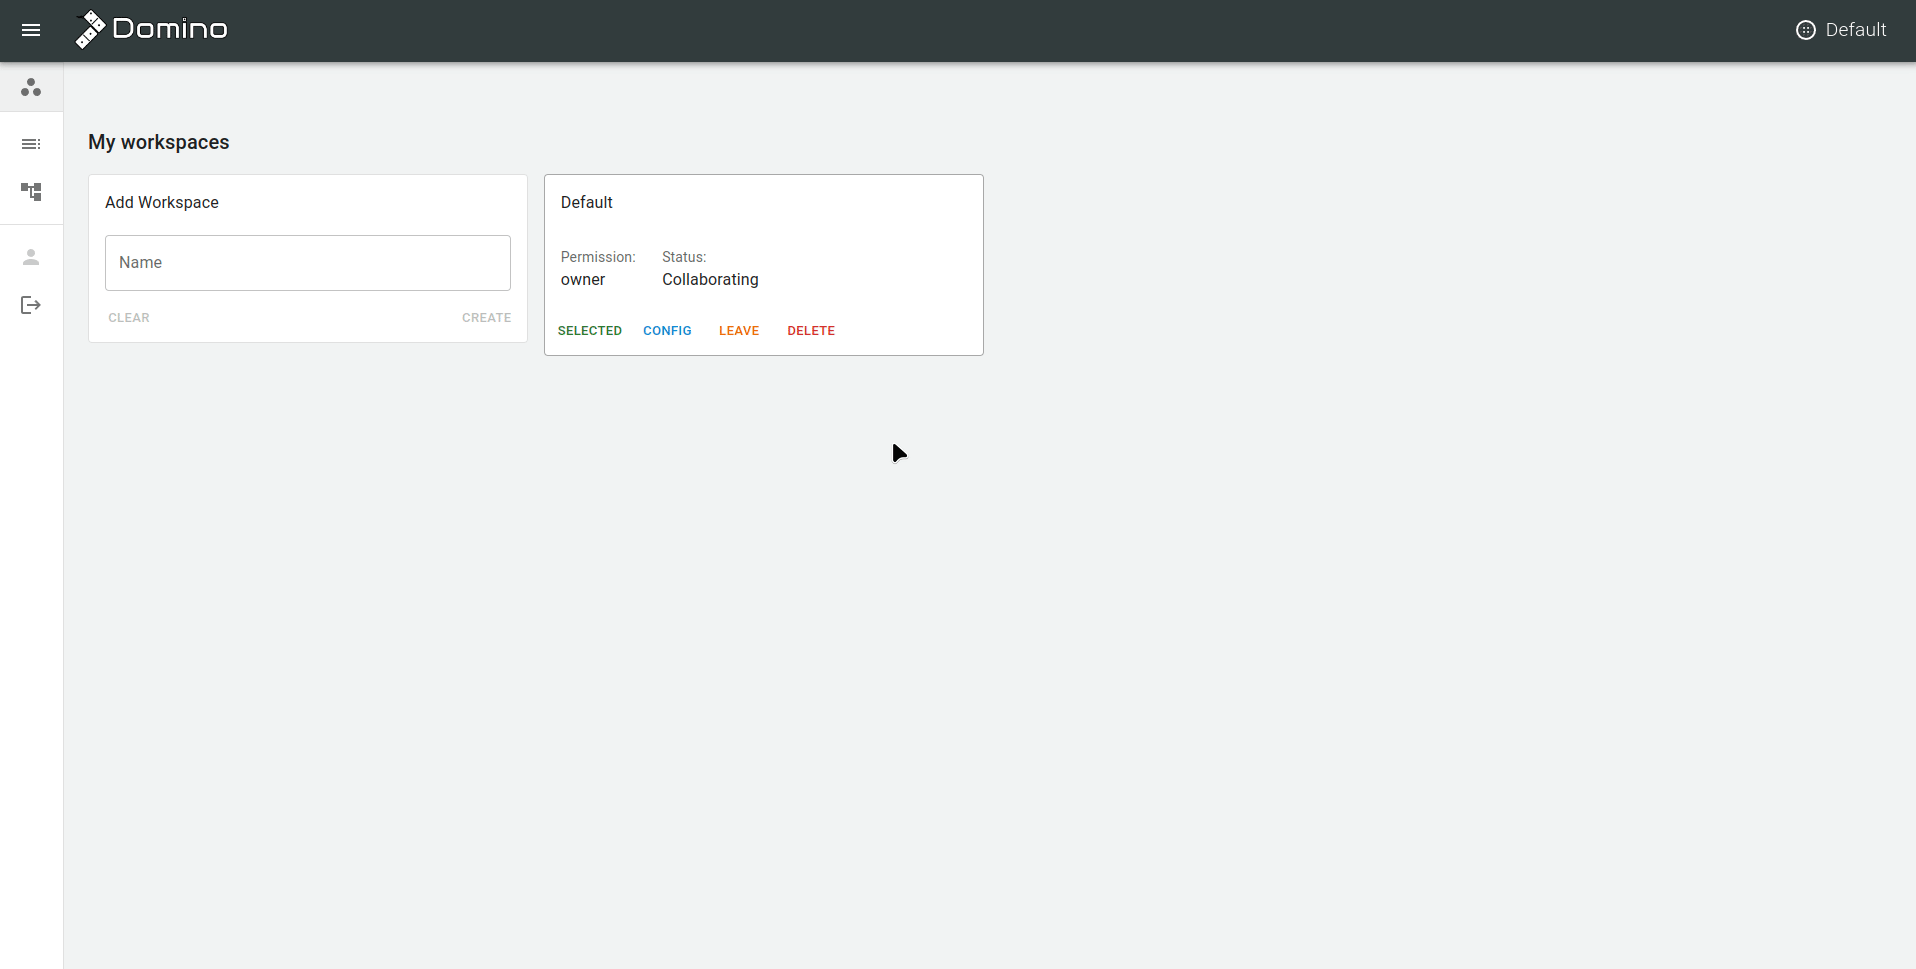 Domino
Default
My workspaces
Add Workspace
Name
CLEAR
CREATE
Default
Permission:
owner
Status:
Collaborating
SELECTED
CONFIG
LEAVE
DELETE